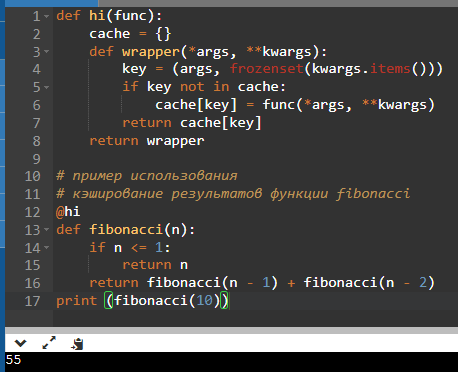 1 def hi(func):
2     cache = {}
3     def wrapper(*args, **kwargs):
4         key = (args, frozenset(kwargs.items()))
5         if key not in cache:
6             cache[key] = func(*args, **kwargs)
7         return cache[key]
8     return wrapper
9
10 # пример использования
11 # кэширование результатов функции fibonacci
12 @hi
13 def fibonacci(n):
14     if n <= 1:
15         return n
16     return fibonacci(n - 1) + fibonacci(n - 2)
17 print (fibonacci(10))
55